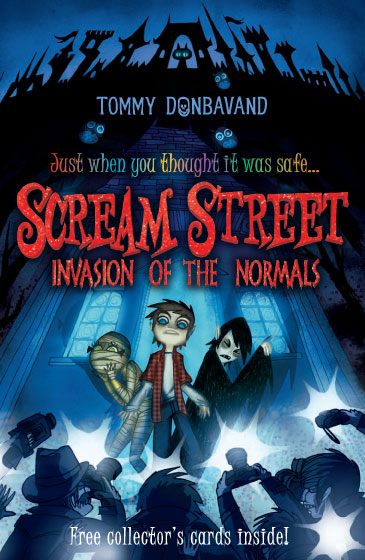 TOMMY DONBAVAND
Just when you thought it was safe...
SCREAM STREET
INVASION OF THE NORMALS
Free collector's cards inside!